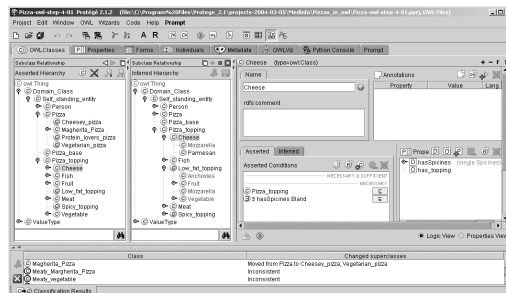 Pizza-owl-step-4-01 Protégé 2.1.2 (file:\C:\Program%20Files\Protege_2.1\projects-2004-03-05\Medinfo\Pizzas_in_owl\Pizza-owl-step-4-01.pprj, OWL Files)
Project Edit Window OWL Wizards Code Help Prompt
OWLClasses Properties Forms Individuals Metadata OWLViz Python Console Prompt
Subclass Relationship Subclass Relationship Cheese (type=owl:Class)
Asserted Hierarchy Inferred Hierarchy Name Annotations
owl:Thing owl:Thing Cheese Property Value Lang
Domain_Class Domain_Class
Self_standing_entity Self_standing_entity rdfs:comment
Person Person
Pizza Pizza
Cheesey_pizza Pizza_base
Magherita_Pizza Pizza_topping
Protein_lovers_pizza Cheese
Vegetarian_pizza Mozzarella
Pizza_base Parmesan Asserted Inferred Prope
Pizza_topping Fish Asserted Conditions hasSpicines
Cheese Low_fat_topping NECESSARY & SUFFICIENT has_topping
Fish Anchovies NECESSARY
Fruit Fruit Pizza_topping
Low_fat_topping Mozzarella ∃ hasSpicines Bland
Meat Vegetable
Spicy_topping Meat
Vegetable Spicy_topping
ValueType ValueType
Logic View Properties View
Class Changed superclasses
Magherita_Pizza Moved from Pizza to Cheesey_pizza, Vegetarian_pizza
Meaty_Margherita_Pizza Inconsistent
Meaty_vegetable Inconsistent
Classification Results